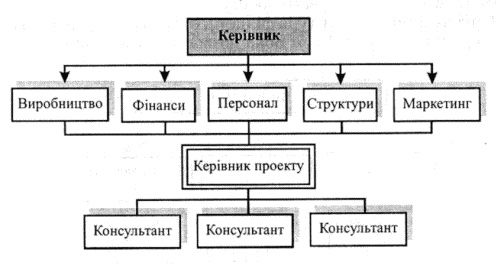 Керівник
Виробництво
Фінанси
Персонал
Структури
Маркетинг
Керівник проекту
Консультант
Консультант
Консультант